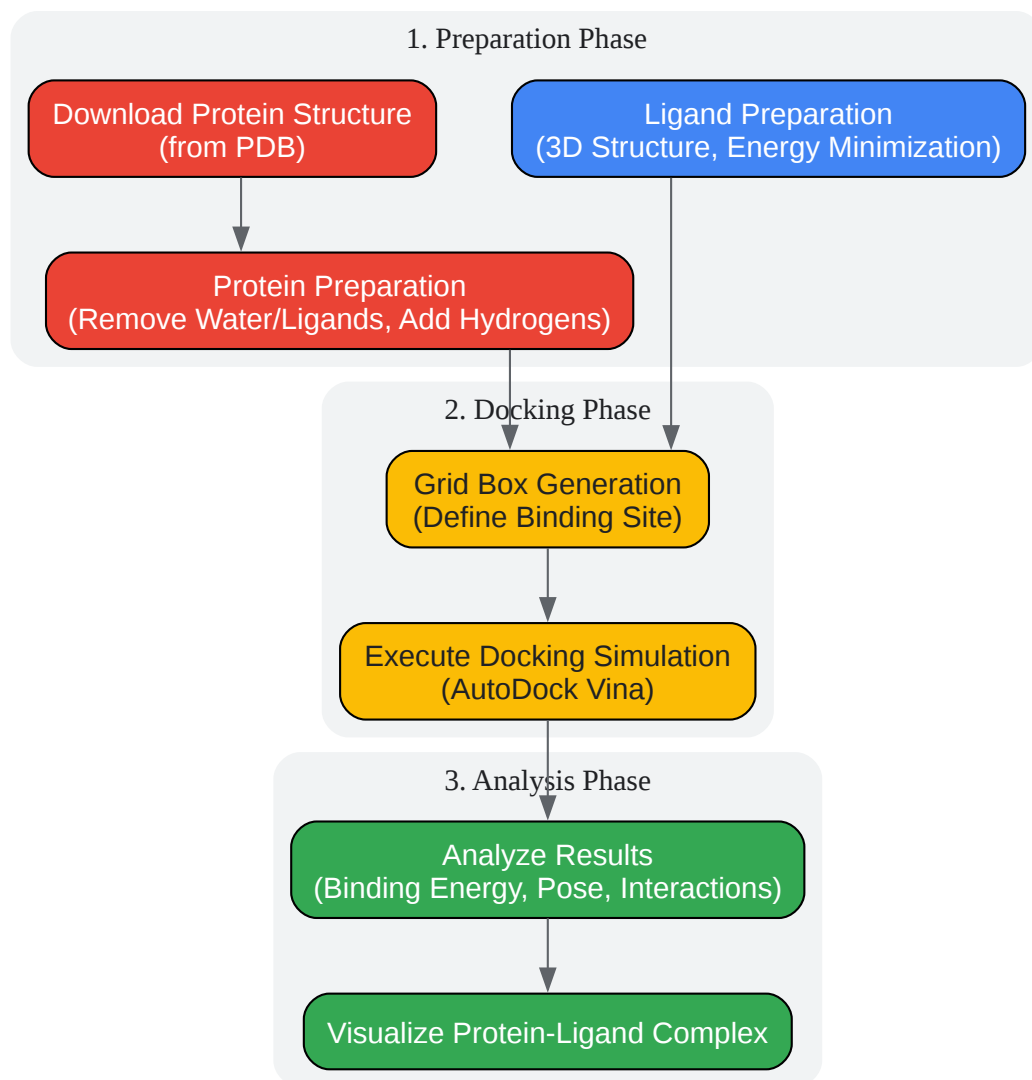 1. Preparation Phase
Download Protein Structure
(from PDB)
Ligand Preparation
(3D Structure, Energy Minimization)
Protein Preparation
(Remove Water/Ligands, Add Hydrogens)
2. Docking Phase
Grid Box Generation
(Define Binding Site)
Execute Docking Simulation
(AutoDock Vina)
3. Analysis Phase
Analyze Results
(Binding Energy, Pose, Interactions)
Visualize Protein-Ligand Complex